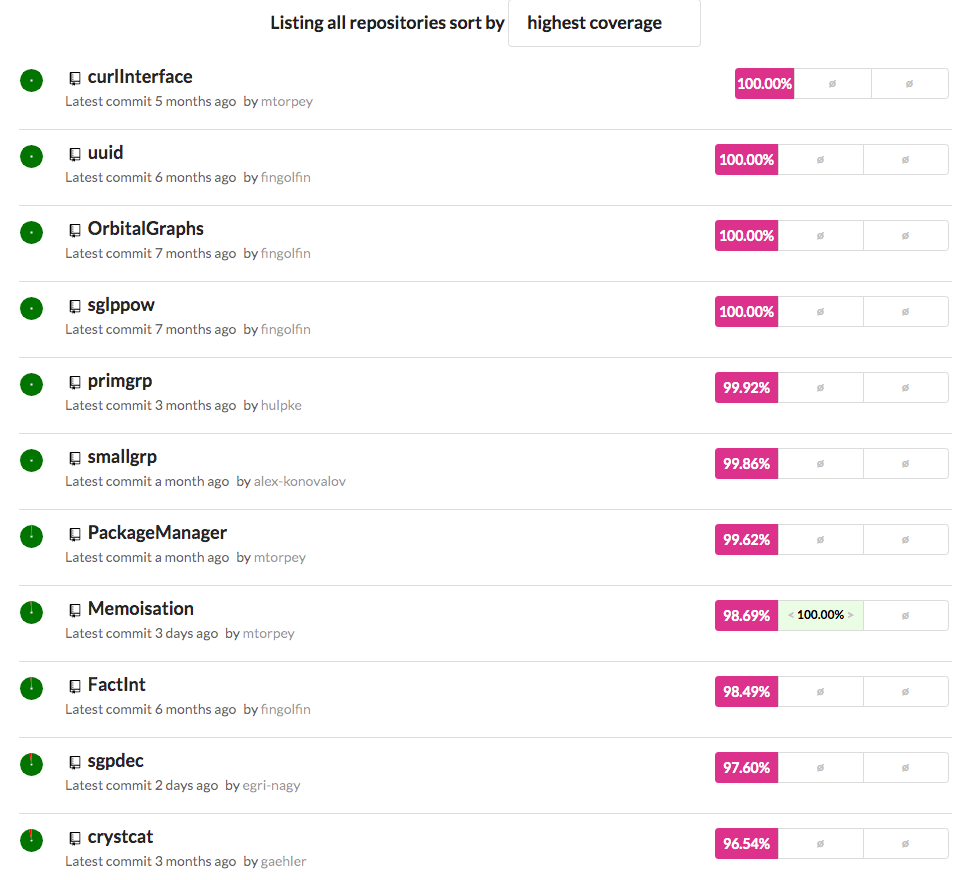 Listing all repositories sort by highest coverage
curlInterface
Latest commit 5 months ago by mtorpey
100.00% ø ø
uuid
Latest commit 6 months ago by fingolfin
100.00% ø ø
OrbitalGraphs
Latest commit 7 months ago by fingolfin
100.00% ø ø
sglppow
Latest commit 7 months ago by fingolfin
100.00% ø ø
primgrp
Latest commit 3 months ago by hulpke
99.92% ø ø
smallgrp
Latest commit a month ago by alex-konovalov
99.86% ø ø
PackageManager
Latest commit a month ago by mtorpey
99.62% ø ø
Memoisation
Latest commit 3 days ago by mtorpey
98.69% < 100.00% > ø
FactInt
Latest commit 6 months ago by fingolfin
98.49% ø ø
sgpdec
Latest commit 2 days ago by egri-nagy
97.60% ø ø
crystcat
Latest commit 3 months ago by gaehler
96.54% ø ø